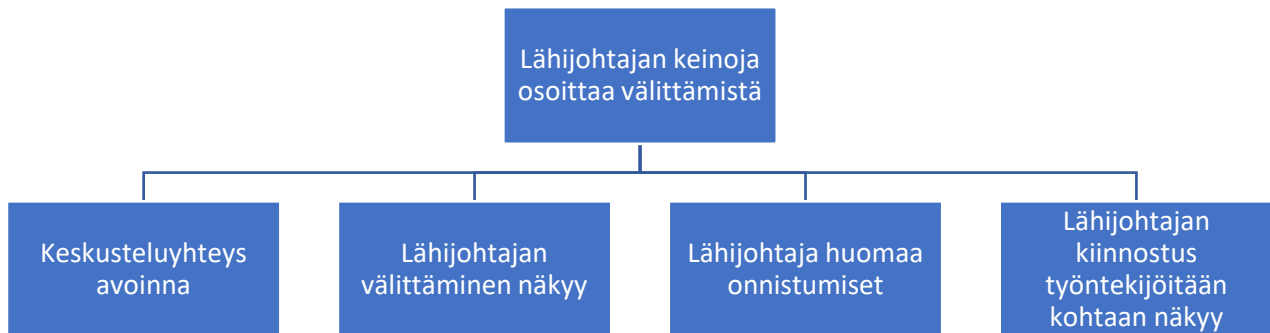 Lähijohtajan keinoja
osoittaa välittämistä
Keskusteluyhteys
avoinna
Lähijohtajan
välittäminen näkyy
Lähijohtaja huomaa
onnistumiset
Lähijohtajan
kiinnostus
työntekijöitään
kohtaan näkyy